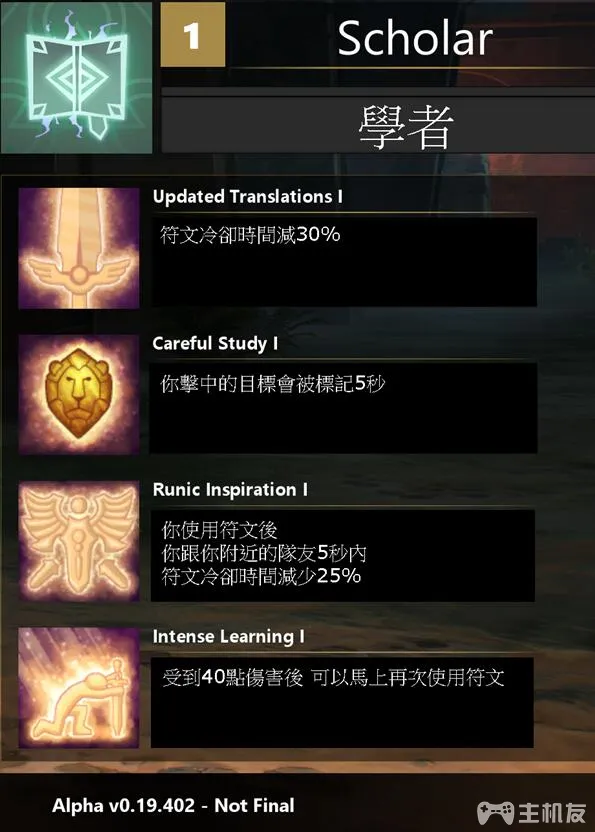 1
Scholar
學者
Updated Translations I
符文冷卻時間減30%
Careful Study I
你擊中的目標會被標記5秒
Runic Inspiration I
你使用符文後
你跟你附近的隊友5秒內
符文冷卻時間減少25%
Intense Learning I
受到40點傷害後 可以馬上再次使用符文
Alpha v0.19.402 - Not Final
主机友